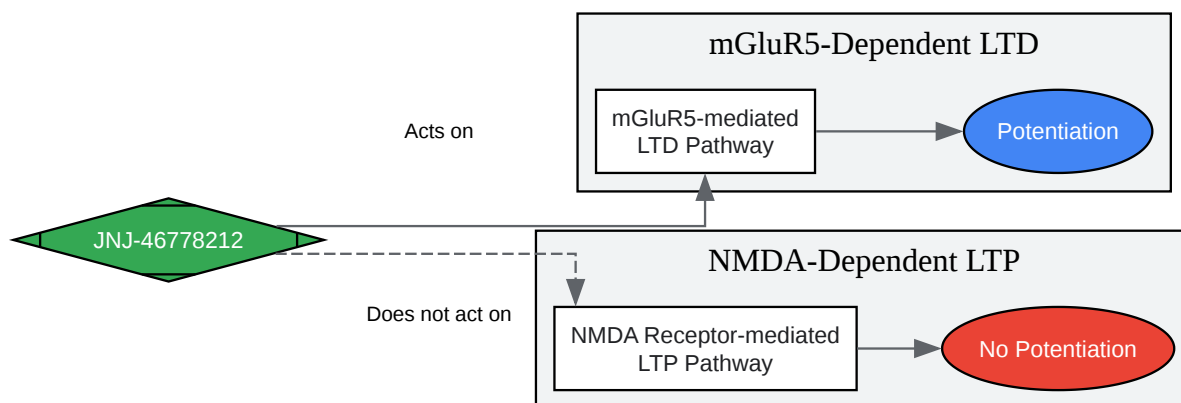 mGluR5-Dependent LTD
mGluR5-mediated
LTD Pathway
Potentiation
Acts on
JNJ-46778212
NMDA-Dependent LTP
Does not act on
NMDA Receptor-mediated
LTP Pathway
No Potentiation